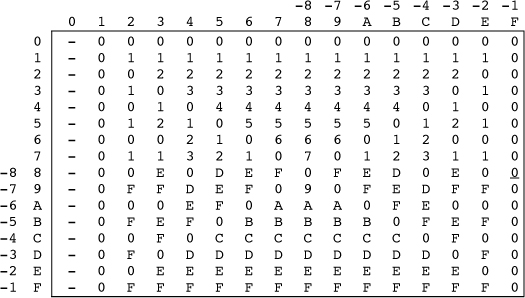 -8 -7 -6 -5 -4 -3 -2 -1
0 1 2 3 4 5 6 7 8 9 A B C D E F
0 – 0 0 0 0 0 0 0 0 0 0 0 0 0 0 0
1 – 0 1 1 1 1 1 1 1 1 1 1 1 1 1 0
2 – 0 0 2 2 2 2 2 2 2 2 2 2 2 0 0
3 – 0 1 0 3 3 3 3 3 3 3 3 3 0 1 0
4 – 0 0 1 0 4 4 4 4 4 4 4 0 1 0 0
5 – 0 1 2 1 0 5 5 5 5 5 0 1 2 1 0
6 – 0 0 0 2 1 0 6 6 6 0 1 2 0 0 0
7 – 0 1 1 3 2 1 0 7 0 1 2 3 1 1 0
-8 8 – 0 0 E 0 D E F 0 F E D 0 E 0 0
-7 9 – 0 F F D E F 0 9 0 F E D F F 0
-6 A – 0 0 0 E F 0 A A A 0 F E 0 0 0
-5 B – 0 F E F 0 B B B B B 0 F E F 0
-4 C – 0 0 F 0 C C C C C C C 0 F 0 0
-3 D – 0 F 0 D D D D D D D D D 0 F 0
-2 E – 0 0 E E E E E E E E E E E 0 0
-1 F – 0 F F F F F F F F F F F F F 0